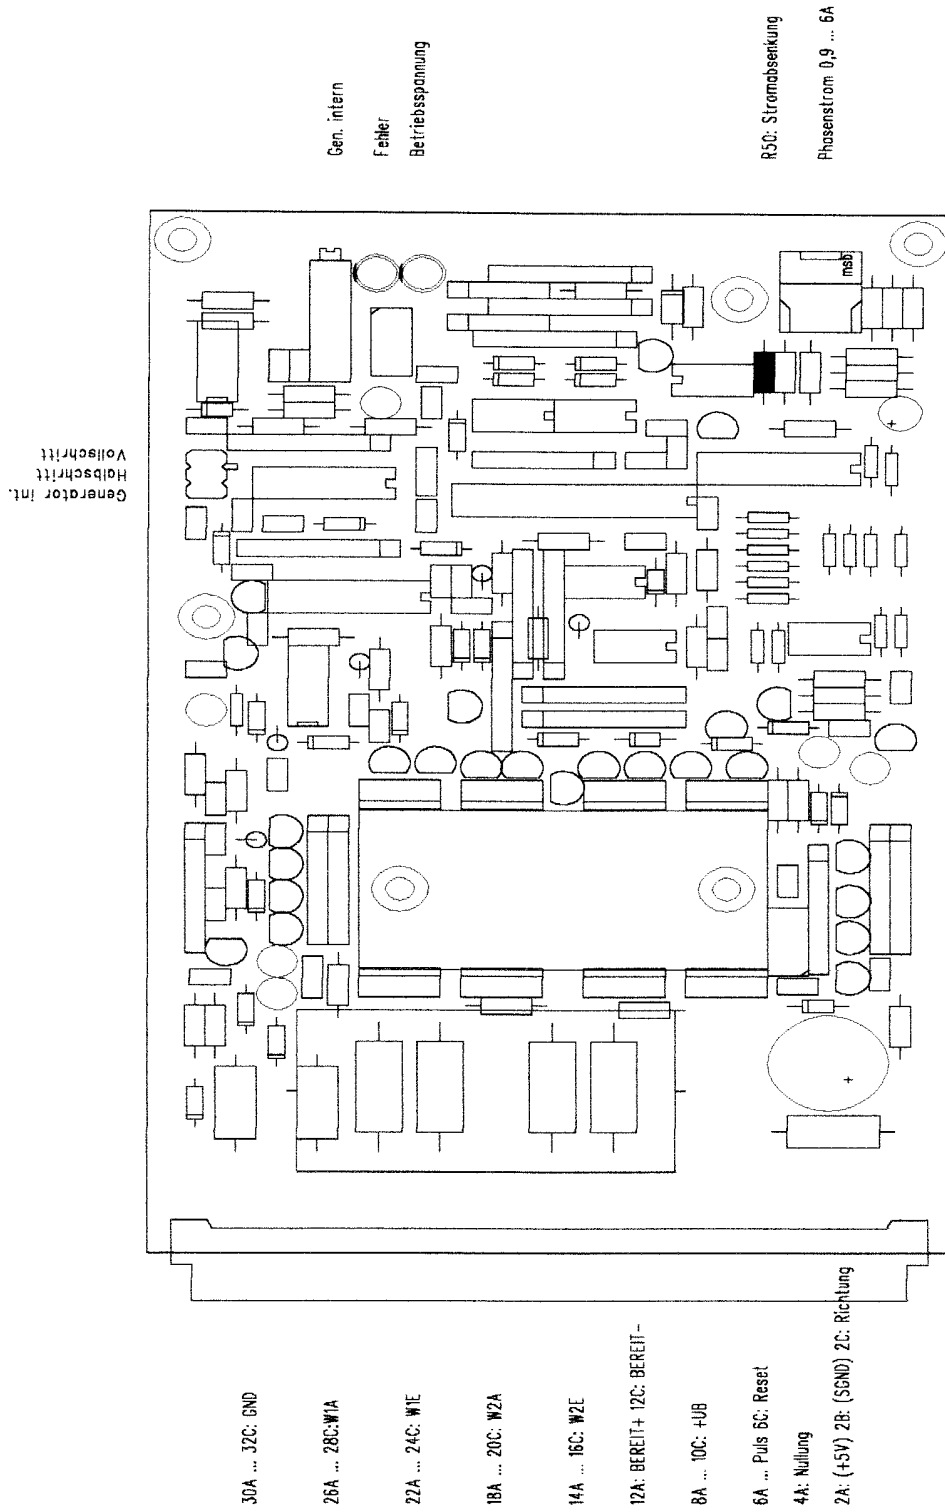 Gen. intern
Fehler
Betriebsspannung
R50: Stromabsenkung
Phasenstrom 0,9 ... 6A
Generator int.
Halbschritt
Vollschritt
msb
+
+
30A ... 32C: GND
26A ... 28C:W1A
22A ... 24C: W1E
18A ... 20C: W2A
14A ... 16C: W2E
12A: BEREIT+ 12C: BEREIT-
8A ... 10C: +UB
6A ... Puls 6C: Reset
4A: Nullung
2A: (+5V) 2B: (SGND) 2C: Richtung